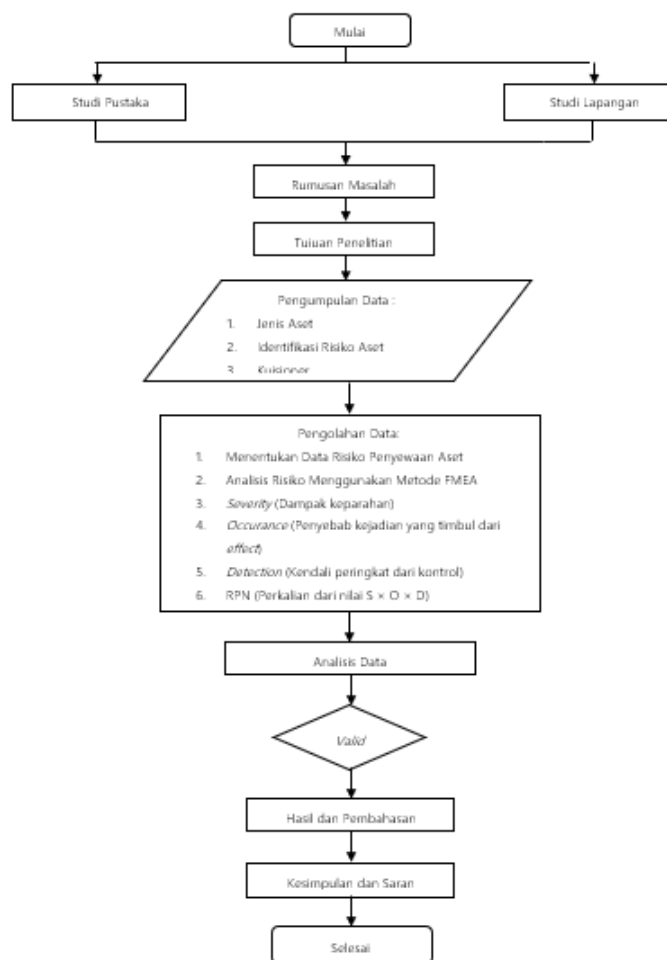 Mulai
Studi Pustaka
Studi Lapangan
Rumusan Masalah
Tujuan Penelitian
Pengumpulan Data :
1. Jenis Aset
2. Identifikasi Risiko Aset
3. Kuisioner
Pengolahan Data:
1. Menentukan Data Risiko Penyewaan Aset
2. Analisis Risiko Menggunakan Metode FMEA
3. Severity (Dampak keparahan)
4. Occurance (Penyebab kejadian yang timbul dari
effect)
5. Detection (Kendali peringkat dari kontrol)
6. RPN (Perkalian dari nilai S × O × D)
Analisis Data
Valid
Hasil dan Pembahasan
Kesimpulan dan Saran
Selesai